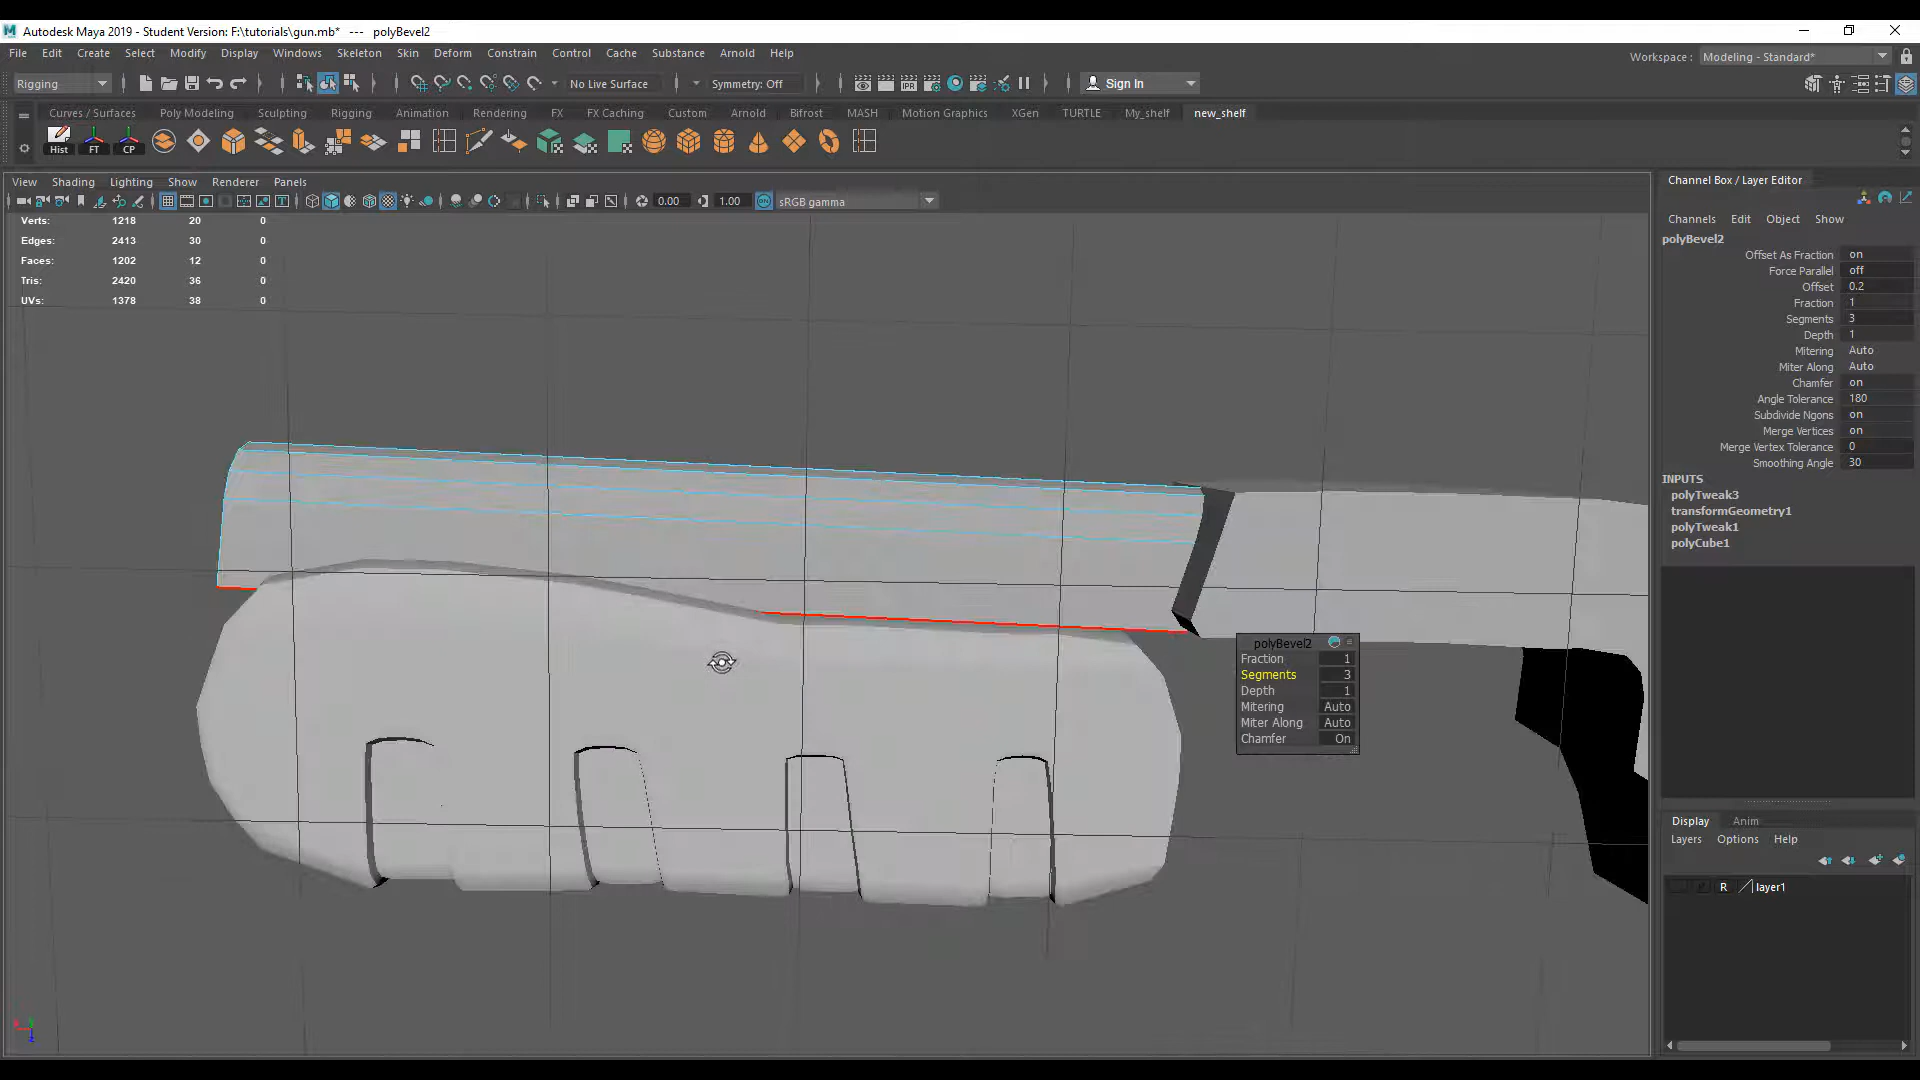 Autodesk Maya 2019 - Student Version: F:\tutorials\gun.mb*   ---   polyBevel2
File Edit Create Select Modify Display Windows Skeleton Skin Deform Constrain Control Cache Substance Arnold Help
Workspace : Modeling - Standard*
Rigging No Live Surface Symmetry: Off Sign In
Curves / Surfaces Poly Modeling Sculpting Rigging Animation Rendering FX FX Caching Custom Arnold Bifrost MASH Motion Graphics XGen TURTLE My_shelf new_shelf
Hist FT CP
View Shading Lighting Show Renderer Panels
0.00 1.00 ON sRGB gamma
IPR
Verts: 1218 20 0
Edges: 2413 30 0
Faces: 1202 12 0
Tris: 2420 36 0
UVs: 1378 38 0
polyBevel2
Fraction 1
Segments 3
Depth 1
Mitering Auto
Miter Along Auto
Chamfer On
Channel Box / Layer Editor
Channels Edit Object Show
polyBevel2
Offset As Fraction on
Force Parallel off
Offset 0.2
Fraction 1
Segments 3
Depth 1
Mitering Auto
Miter Along Auto
Chamfer on
Angle Tolerance 180
Subdivide Ngons on
Merge Vertices on
Merge Vertex Tolerance 0
Smoothing Angle 30
INPUTS
polyTweak3
transformGeometry1
polyTweak1
polyCube1
Display Anim
Layers Options Help
R layer1